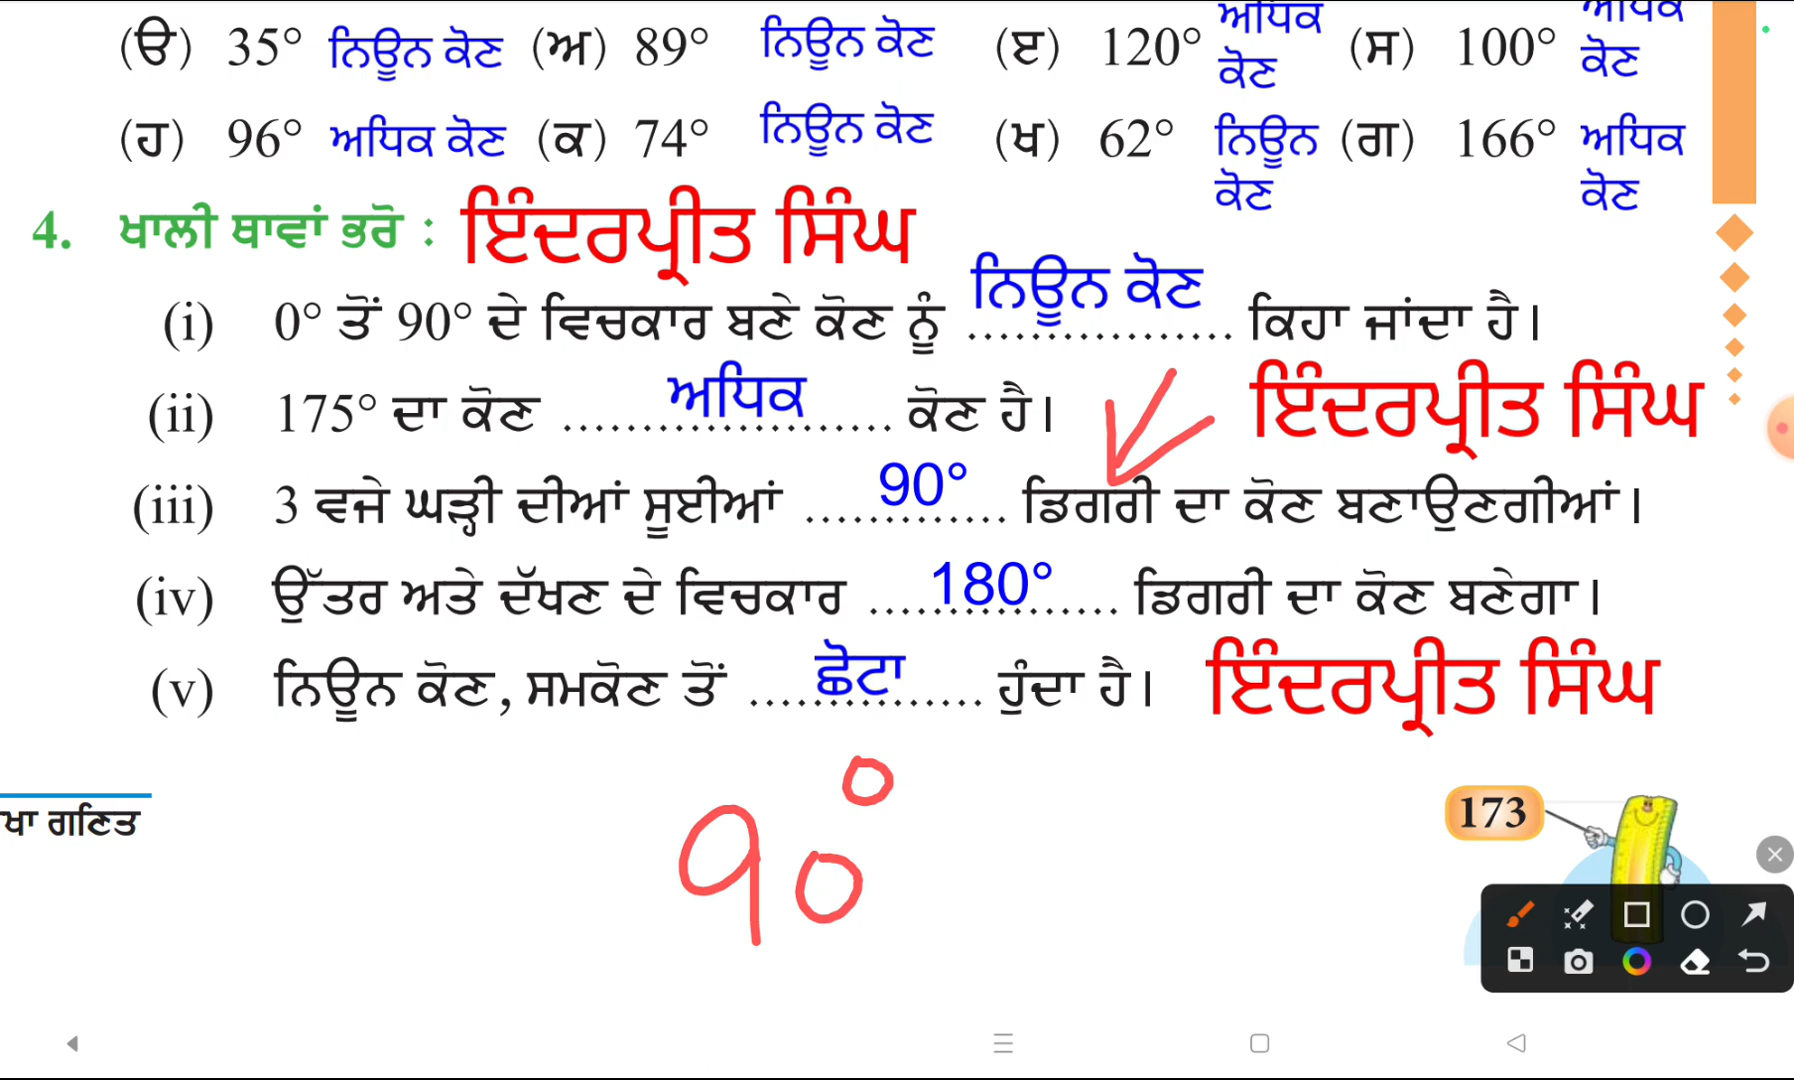 (ੳ) 35° ਨਿਊਨ ਕੋਣ (ਅ) 89° ਨਿਊਨ ਕੋਣ (ੲ) 120° ਅਧਿਕ ਕੋਣ (ਸ) 100° ਅਧਿਕ ਕੋਣ
(ਹ) 96° ਅਧਿਕ ਕੋਣ (ਕ) 74° ਨਿਊਨ ਕੋਣ (ਖ) 62° ਨਿਊਨ ਕੋਣ (ਗ) 166° ਅਧਿਕ ਕੋਣ
4. ਖਾਲੀ ਥਾਵਾਂ ਭਰੋ : ਇੰਦਰਪ੍ਰੀਤ ਸਿੰਘ
(i) 0° ਤੋਂ 90° ਦੇ ਵਿਚਕਾਰ ਬਣੇ ਕੋਣ ਨੂੰ ਨਿਊਨ ਕੋਣ ਕਿਹਾ ਜਾਂਦਾ ਹੈ।
(ii) 175° ਦਾ ਕੋਣ ਅਧਿਕ ਕੋਣ ਹੈ। ਇੰਦਰਪ੍ਰੀਤ ਸਿੰਘ
(iii) 3 ਵਜੇ ਘੜੀ ਦੀਆਂ ਸੂਈਆਂ 90° ਡਿਗਰੀ ਦਾ ਕੋਣ ਬਣਾਉਣਗੀਆਂ।
(iv) ਉੱਤਰ ਅਤੇ ਦੱਖਣ ਦੇ ਵਿਚਕਾਰ 180° ਡਿਗਰੀ ਦਾ ਕੋਣ ਬਣੇਗਾ।
(v) ਨਿਊਨ ਕੋਣ, ਸਮਕੋਣ ਤੋਂ ਛੋਟਾ ਹੁੰਦਾ ਹੈ। ਇੰਦਰਪ੍ਰੀਤ ਸਿੰਘ
90°
ਖਾ ਗਣਿਤ
173